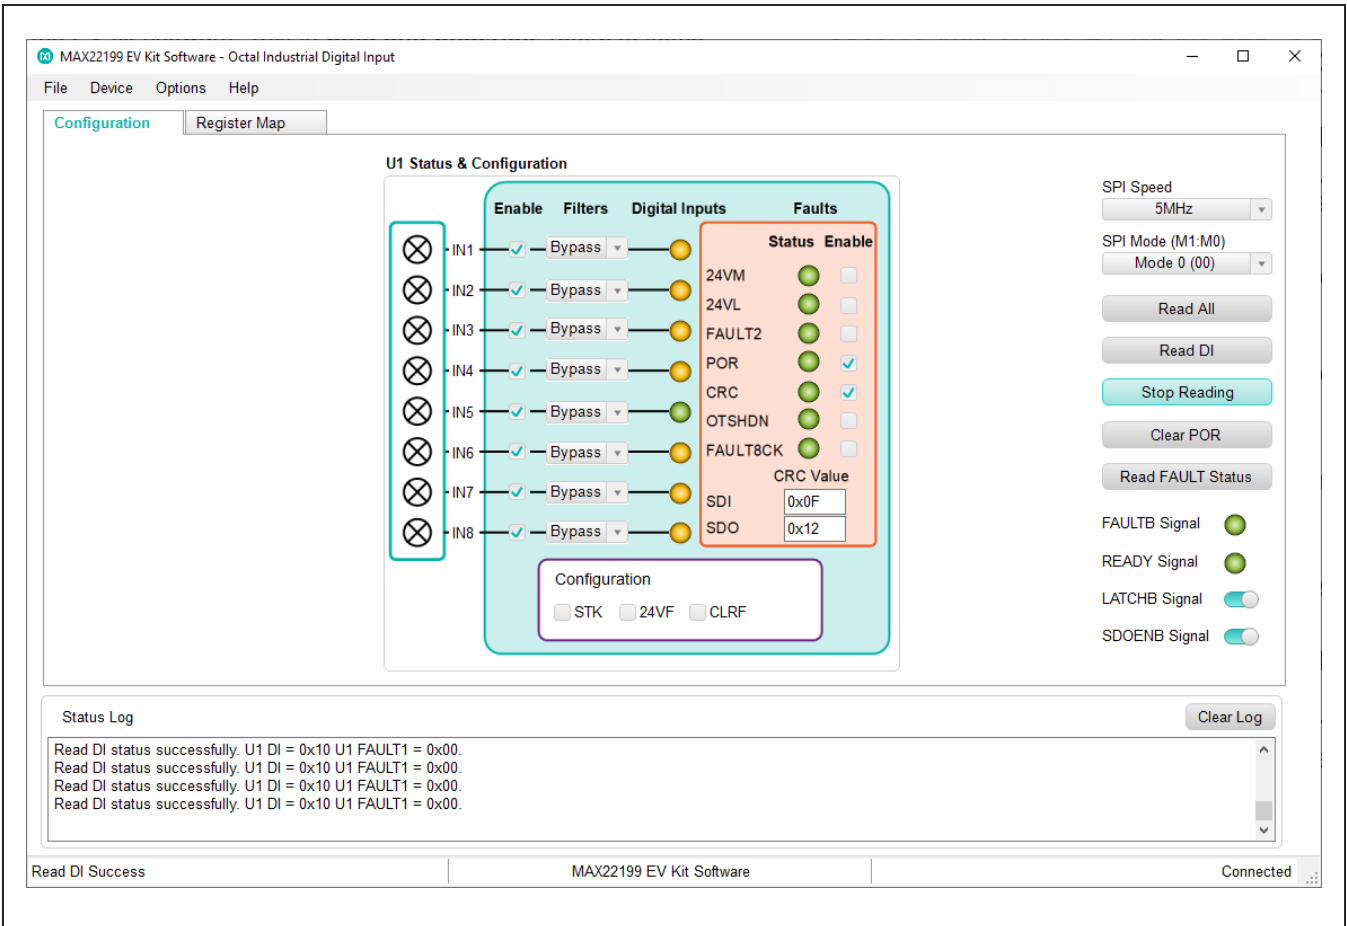 MAX22199 EV Kit Software - Octal Industrial Digital Input
File Device Options Help
Configuration Register Map
U1 Status & Configuration
Enable Filters Digital Inputs Faults
Status Enable
IN1 Bypass
IN2 Bypass
IN3 Bypass
IN4 Bypass
IN5 Bypass
IN6 Bypass
IN7 Bypass
IN8 Bypass
24VM
24VL
FAULT2
POR
CRC
OTSHDN
FAULT8CK
CRC Value
SDI 0x0F
SDO 0x12
Configuration
STK 24VF CLRF
SPI Speed
5MHz
SPI Mode (M1:M0)
Mode 0 (00)
Read All
Read DI
Stop Reading
Clear POR
Read FAULT Status
FAULTB Signal
READY Signal
LATCHB Signal
SDOENB Signal
Status Log
Clear Log
Read DI status successfully. U1 DI = 0x10 U1 FAULT1 = 0x00.
Read DI status successfully. U1 DI = 0x10 U1 FAULT1 = 0x00.
Read DI status successfully. U1 DI = 0x10 U1 FAULT1 = 0x00.
Read DI status successfully. U1 DI = 0x10 U1 FAULT1 = 0x00.
Read DI Success MAX22199 EV Kit Software Connected